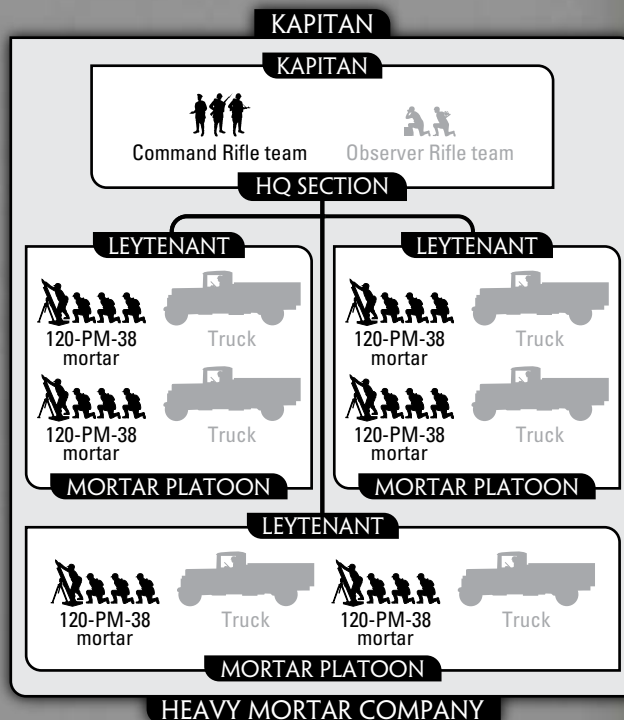 KAPITAN
KAPITAN
Command Rifle team
Observer Rifle team
HQ SECTION
LEYTENANT
120-PM-38
mortar
Truck
120-PM-38
mortar
Truck
MORTAR PLATOON
LEYTENANT
120-PM-38
mortar
Truck
120-PM-38
mortar
Truck
MORTAR PLATOON
LEYTENANT
120-PM-38
mortar
Truck
120-PM-38
mortar
Truck
MORTAR PLATOON
HEAVY MORTAR COMPANY